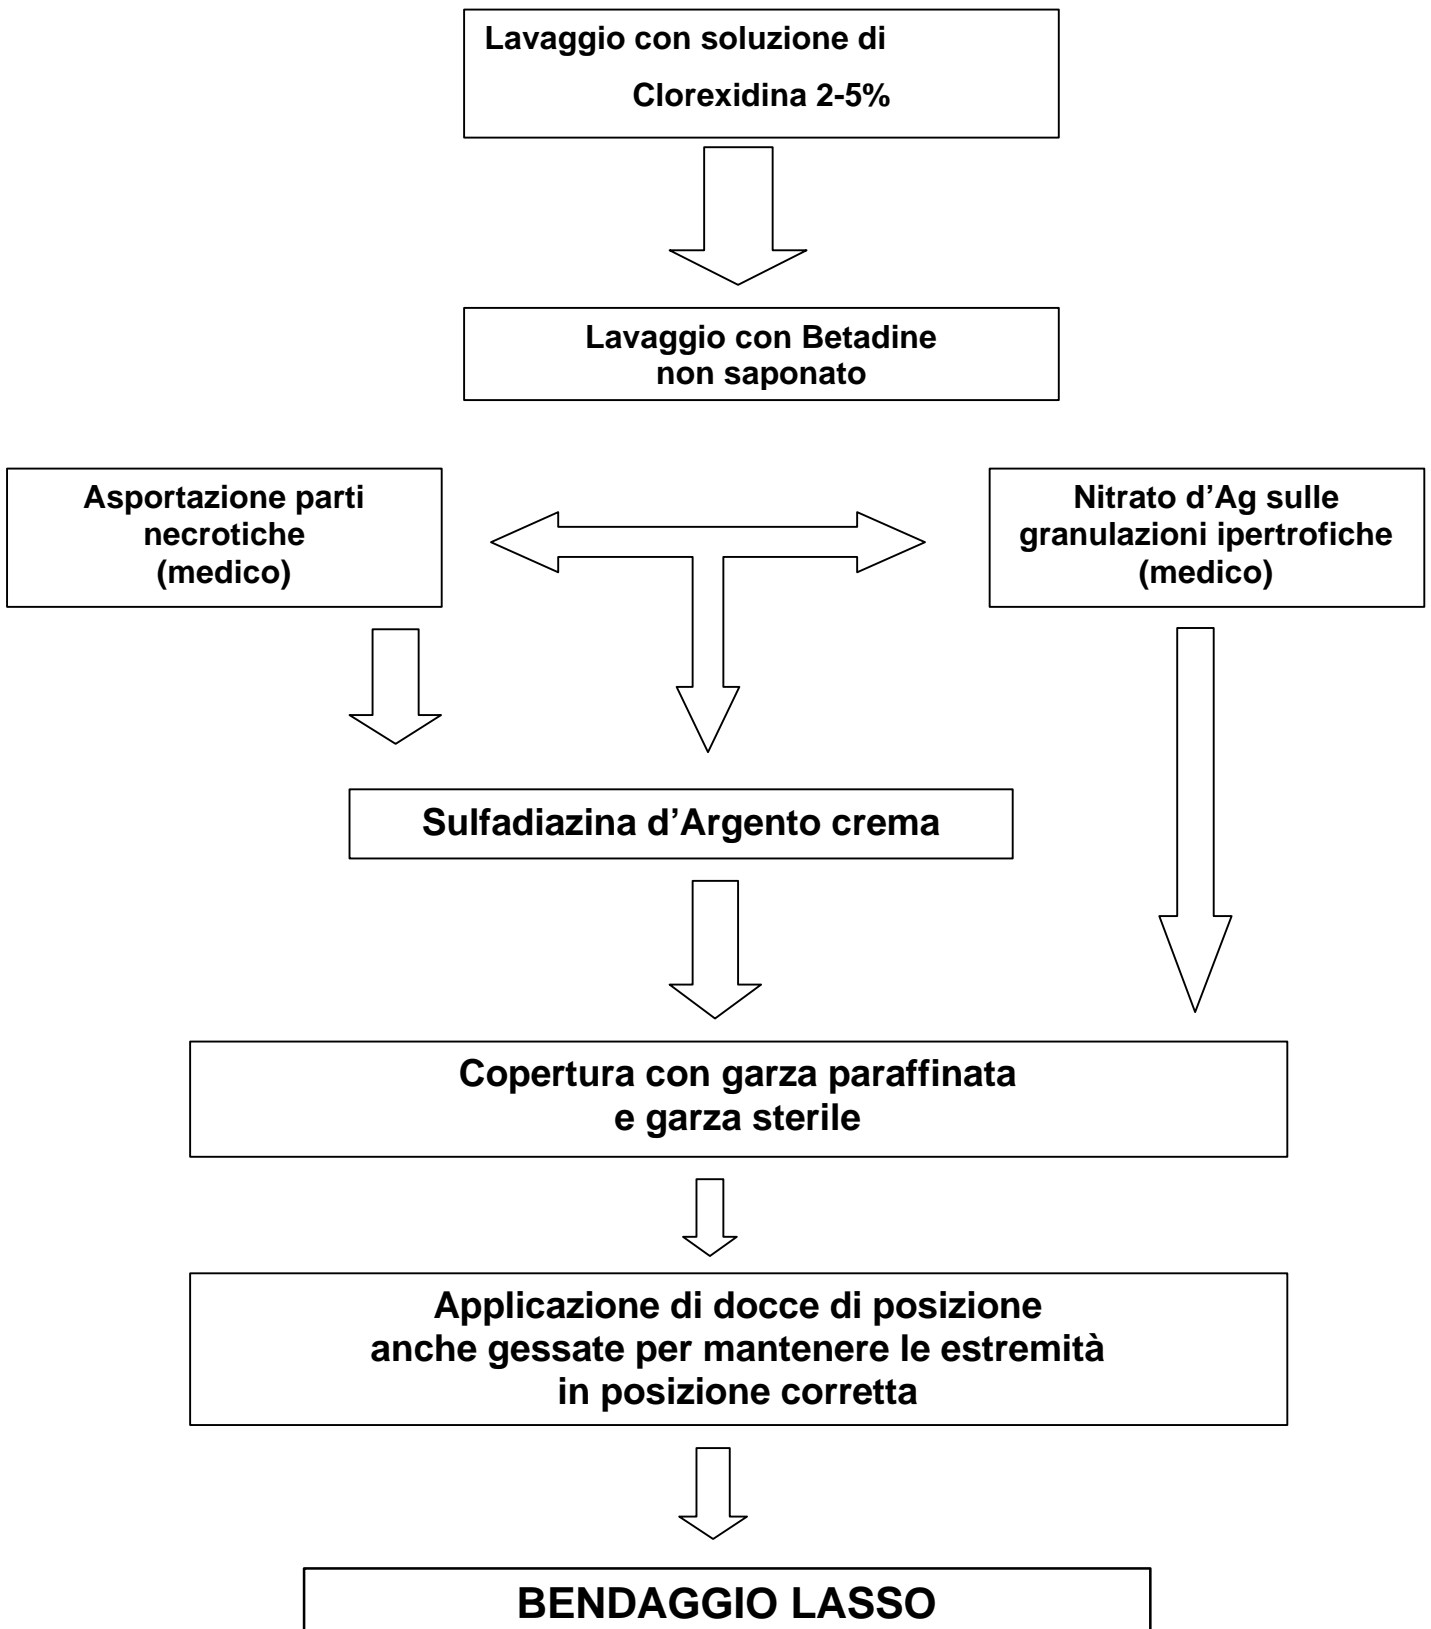 Lavaggio con soluzione di
Clorexidina 2-5%
Lavaggio con Betadine
non saponato
Asportazione parti
necrotiche
(medico)
Nitrato d’Ag sulle
granulazioni ipertrofiche
(medico)
Sulfadiazina d’Argento crema
Copertura con garza paraffinata
e garza sterile
Applicazione di docce di posizione
anche gessate per mantenere le estremità
in posizione corretta
BENDAGGIO LASSO